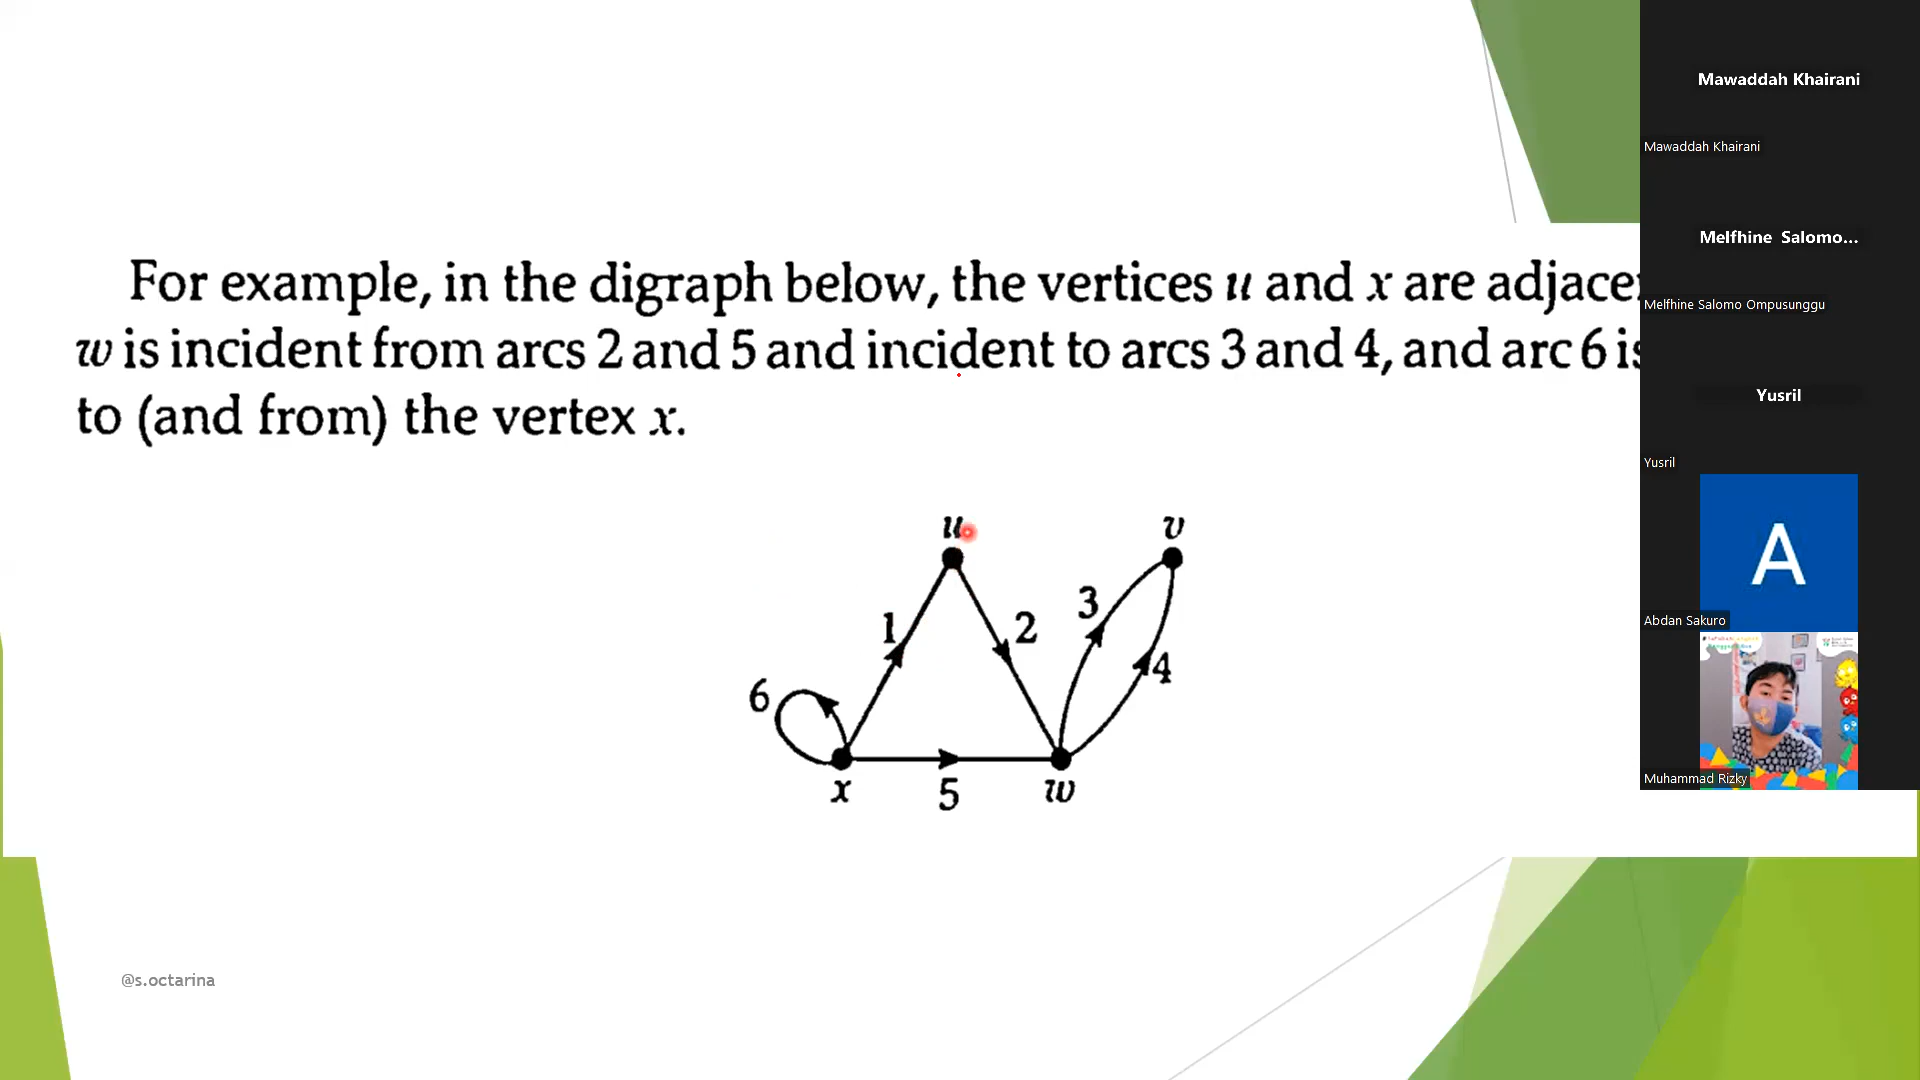 For example, in the digraph below, the vertices u and x are
w is incident from arcs 2 and 5 and incident to arcs 3 and 4, and arc 6
to (and from) the vertex x.
u
v
1
2
3
4
6
x
5
w
@s.octarina
Mawaddah Khairani
Mawaddah Khairani
Melfhine Salomo...
Melfhine Salomo Ompusunggu
Yusril
Yusril
A
Abdan Sakuro
Muhammad Rizky